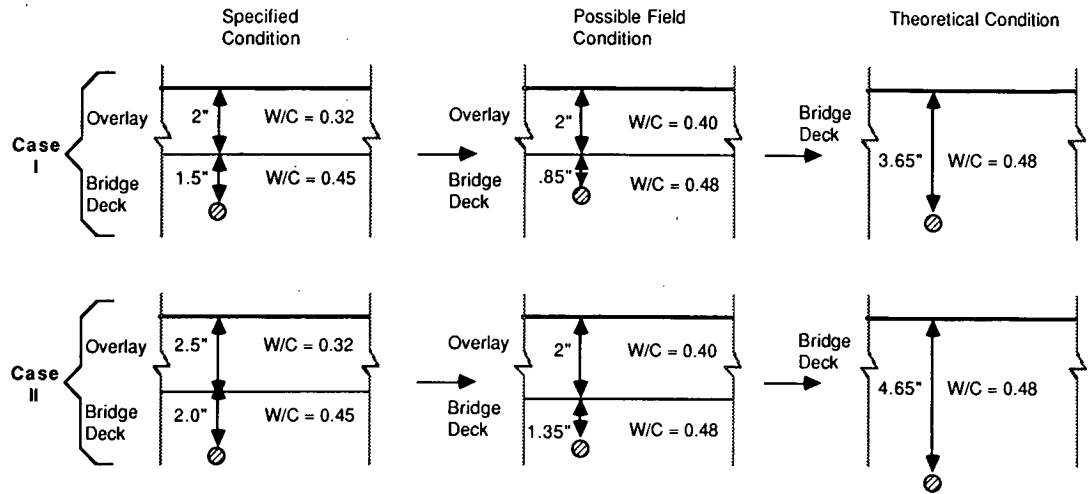 Specified
Condition
Possible Field
Condition
Theoretical Condition
Case
I
Overlay
Bridge
Deck
2"
W/C = 0.32
1.5"
W/C = 0.45
Overlay
Bridge
Deck
2"
W/C = 0.40
.85"
W/C = 0.48
Bridge
Deck
3.65"
W/C = 0.48
Case
II
Overlay
Bridge
Deck
2.5"
W/C = 0.32
2.0"
W/C = 0.45
Overlay
Bridge
Deck
2"
W/C = 0.40
1.35"
W/C = 0.48
Bridge
Deck
4.65"
W/C = 0.48